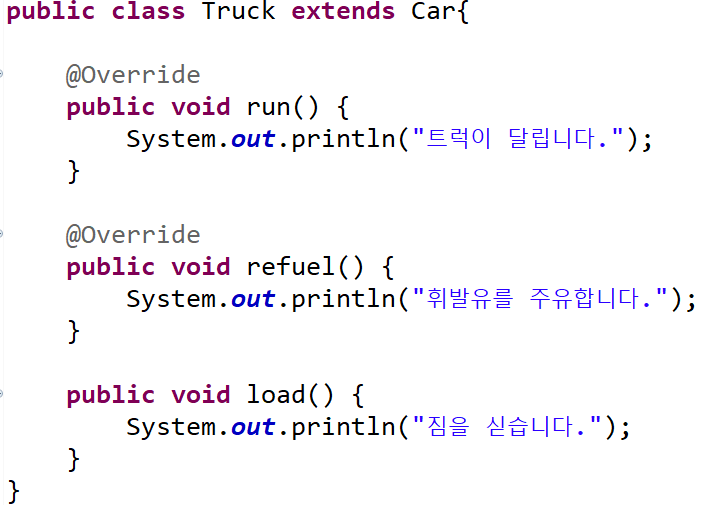 public class Truck extends Car{
@Override
public void run() {
System.out.println("트럭이 달립니다.");
}
@Override
public void refuel() {
System.out.println("휘발유를 주유합니다.");
}
public void load() {
System.out.println("짐을 싣습니다.");
}
}